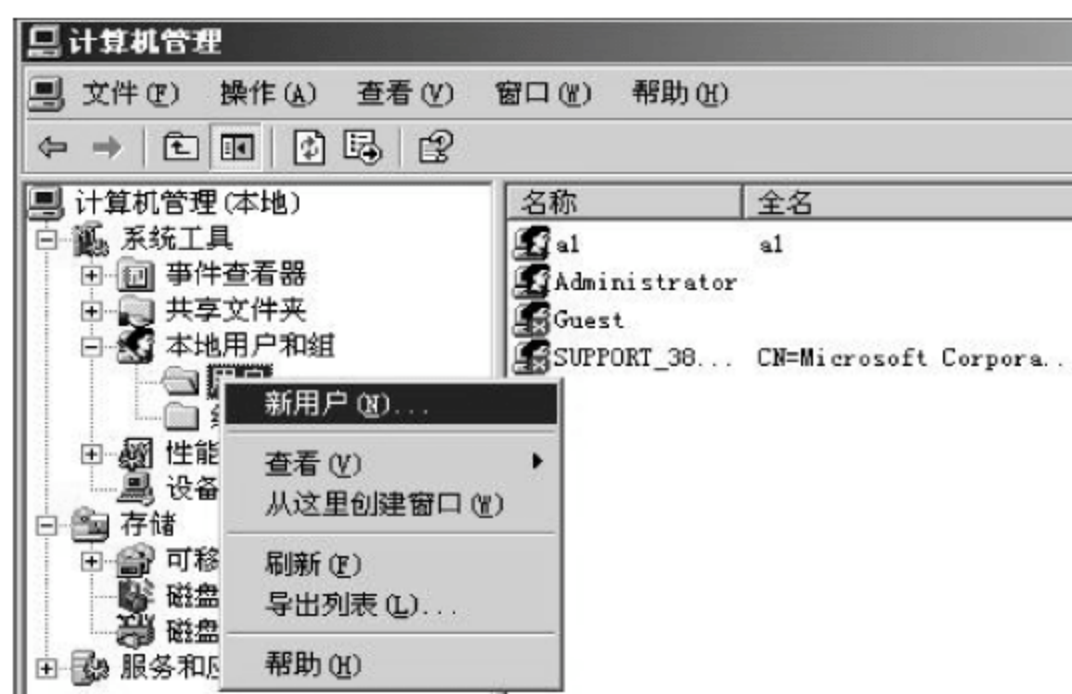 计算机管理
文件(F) 操作(A) 查看(V) 窗口(W) 帮助(H)
计算机管理(本地)
系统工具
事件查看器
共享文件夹
本地用户和组
性能
设备
存储
可移
磁盘
磁盘
服务和应
名称 全名
a1 a1
Administrator
Guest
SUPPORT_38... CN=Microsoft Corpora..
新用户(N)...
查看(V)
从这里创建窗口(W)
刷新(F)
导出列表(L)...
帮助(H)